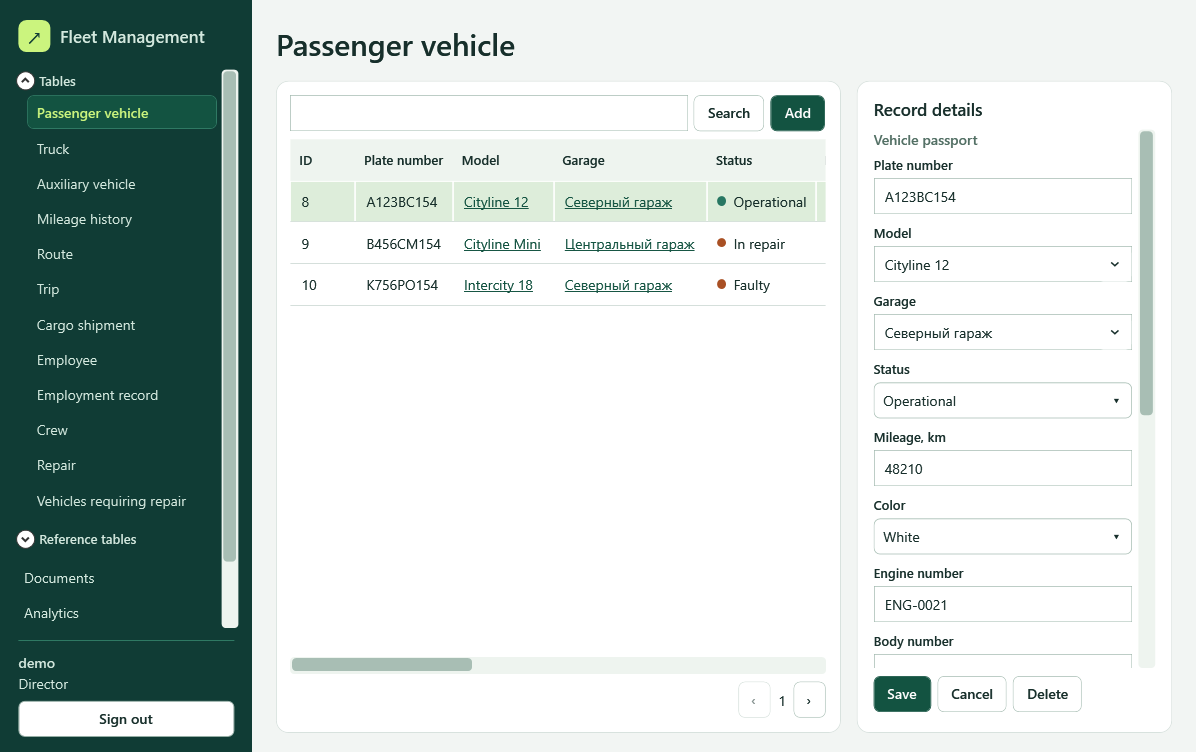 Fleet Management
Tables
Passenger vehicle
Truck
Auxiliary vehicle
Mileage history
Route
Trip
Cargo shipment
Employee
Employment record
Crew
Repair
Vehicles requiring repair
Reference tables
Documents
Analytics
demo
Director
Sign out
Passenger vehicle
Search
Add
ID Plate number Model Garage Status
8 A123BC154 Cityline 12 Северный гараж Operational
9 B456CM154 Cityline Mini Центральный гараж In repair
10 K756PO154 Intercity 18 Северный гараж Faulty
‹ 1 ›
Record details
Vehicle passport
Plate number
A123BC154
Model
Cityline 12
Garage
Северный гараж
Status
Operational
Mileage, km
48210
Color
White
Engine number
ENG-0021
Body number
Save Cancel Delete